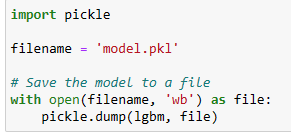 import pickle
filename = 'model.pkl'
# Save the model to a file
with open(filename, 'wb') as file:
    pickle.dump(lgbm, file)